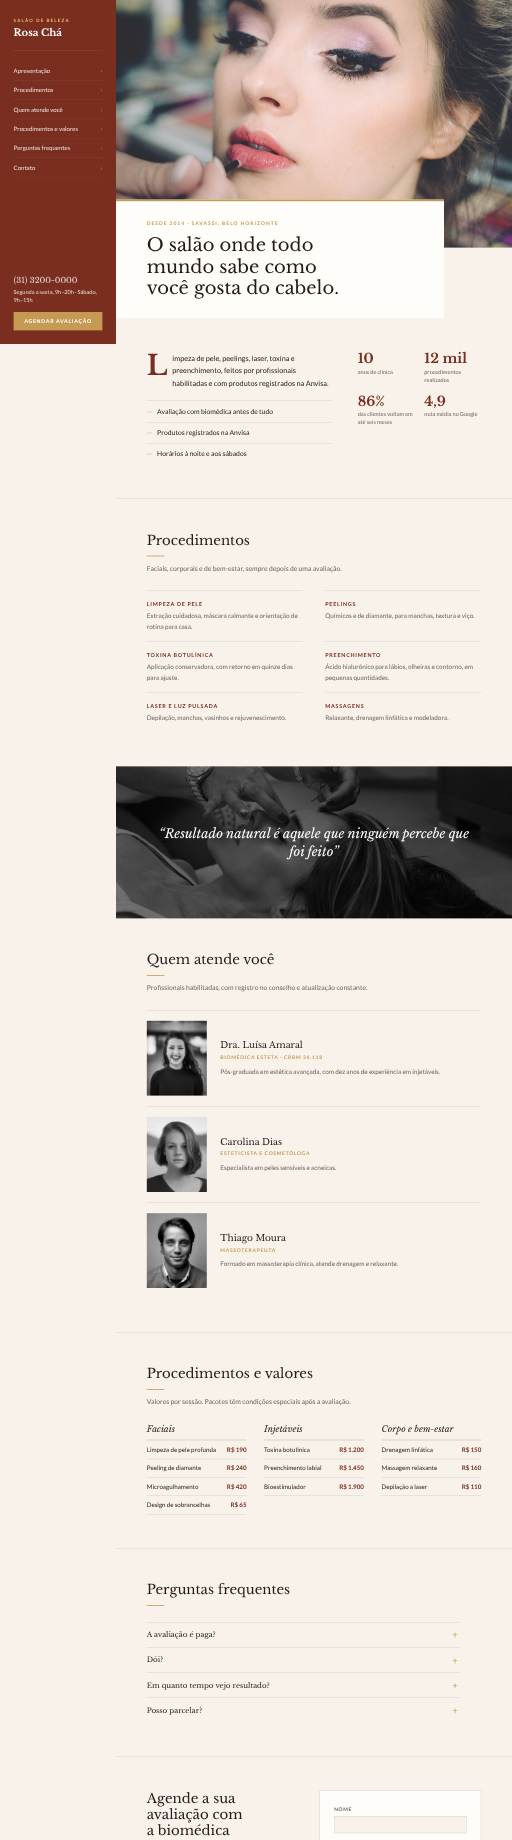 SALÃO DE BELEZA
Rosa Chá
Apresentação
Procedimentos
Quem atende você
Procedimentos e valores
Perguntas frequentes
Contato
(31) 3200-0000
Segunda a sexta, 9h–20h · Sábado,
9h–15h
AGENDAR AVALIAÇÃO
DESDE 2014 · SAVASSI, BELO HORIZONTE
O salão onde todo
mundo sabe como
você gosta do cabelo.
Limpeza de pele, peelings, laser, toxina e
preenchimento, feitos por profissionais
habilitadas e com produtos registrados na Anvisa.
— Avaliação com biomédica antes de tudo
— Produtos registrados na Anvisa
— Horários à noite e aos sábados
10
anos de clínica
12 mil
procedimentos
realizados
86%
das clientes voltam em
até seis meses
4,9
nota média no Google
Procedimentos
Faciais, corporais e de bem-estar, sempre depois de uma avaliação.
LIMPEZA DE PELE
Extração cuidadosa, máscara calmante e orientação de
rotina para casa.
PEELINGS
Químicos e de diamante, para manchas, textura e viço.
TOXINA BOTULÍNICA
Aplicação conservadora, com retorno em quinze dias
para ajuste.
PREENCHIMENTO
Ácido hialurônico para lábios, olheiras e contorno, em
pequenas quantidades.
LASER E LUZ PULSADA
Depilação, manchas, vasinhos e rejuvenescimento.
MASSAGENS
Relaxante, drenagem linfática e modeladora.
“Resultado natural é aquele que ninguém percebe que
foi feito”
Quem atende você
Profissionais habilitadas, com registro no conselho e atualização constante.
Dra. Luísa Amaral
BIOMÉDICA ESTETA · CRBM 34.118
Pós-graduada em estética avançada, com dez anos de experiência em injetáveis.
Carolina Dias
ESTETICISTA E COSMETÓLOGA
Especialista em peles sensíveis e acneicas.
Thiago Moura
MASSOTERAPEUTA
Formado em massoterapia clínica, atende drenagem e relaxante.
Procedimentos e valores
Valores por sessão. Pacotes têm condições especiais após a avaliação.
Faciais
Limpeza de pele profunda R$ 190
Peeling de diamante R$ 240
Microagulhamento R$ 420
Design de sobrancelhas R$ 65
Injetáveis
Toxina botulínica R$ 1.200
Preenchimento labial R$ 1.450
Bioestimulador R$ 1.900
Corpo e bem-estar
Drenagem linfática R$ 150
Massagem relaxante R$ 160
Depilação a laser R$ 110
Perguntas frequentes
A avaliação é paga? +
Dói? +
Em quanto tempo vejo resultado? +
Posso parcelar? +
Agende a sua
avaliação com
a biomédica
NOME